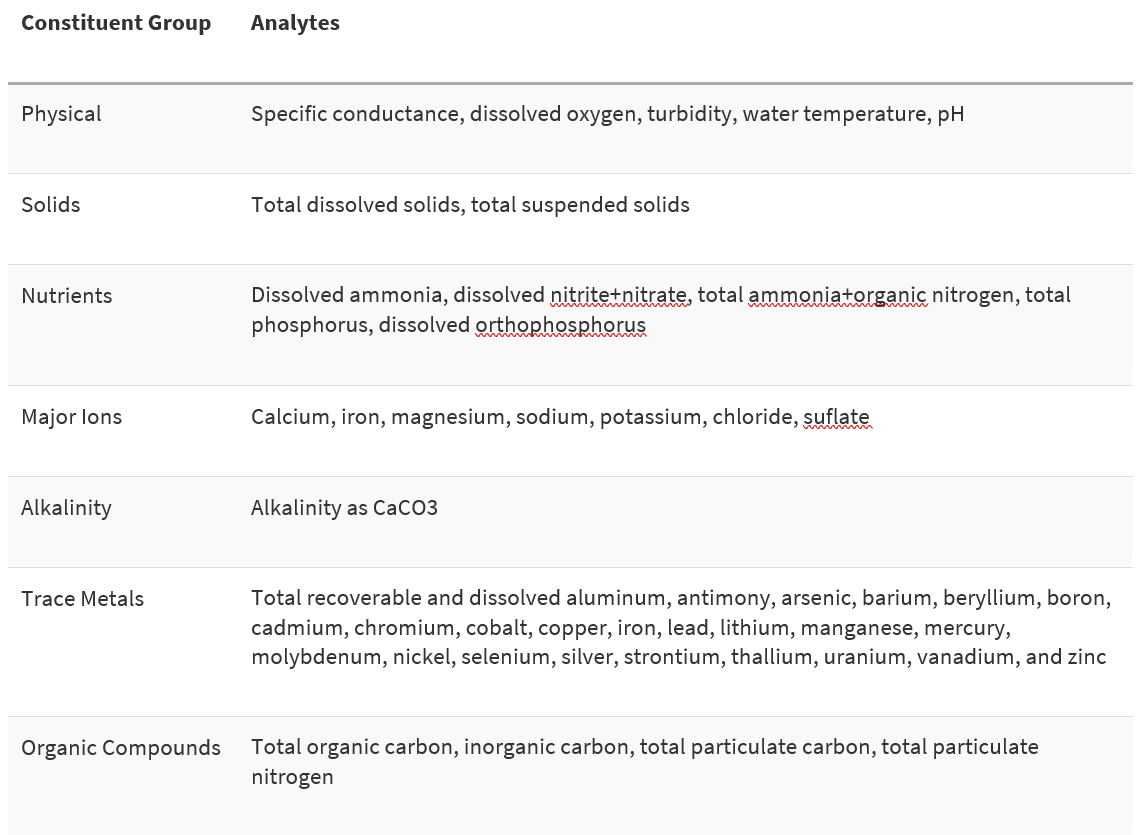 Constituent Group Analytes
Physical Specific conductance, dissolved oxygen, turbidity, water temperature, pH
Solids Total dissolved solids, total suspended solids
Nutrients Dissolved ammonia, dissolved nitrite+nitrate, total ammonia+organic nitrogen, total
phosphorus, dissolved orthophosphorus
Major Ions Calcium, iron, magnesium, sodium, potassium, chloride, suflate
Alkalinity Alkalinity as CaCO3
Trace Metals Total recoverable and dissolved aluminum, antimony, arsenic, barium, beryllium, boron,
cadmium, chromium, cobalt, copper, iron, lead, lithium, manganese, mercury,
molybdenum, nickel, selenium, silver, strontium, thallium, uranium, vanadium, and zinc
Organic Compounds Total organic carbon, inorganic carbon, total particulate carbon, total particulate
nitrogen